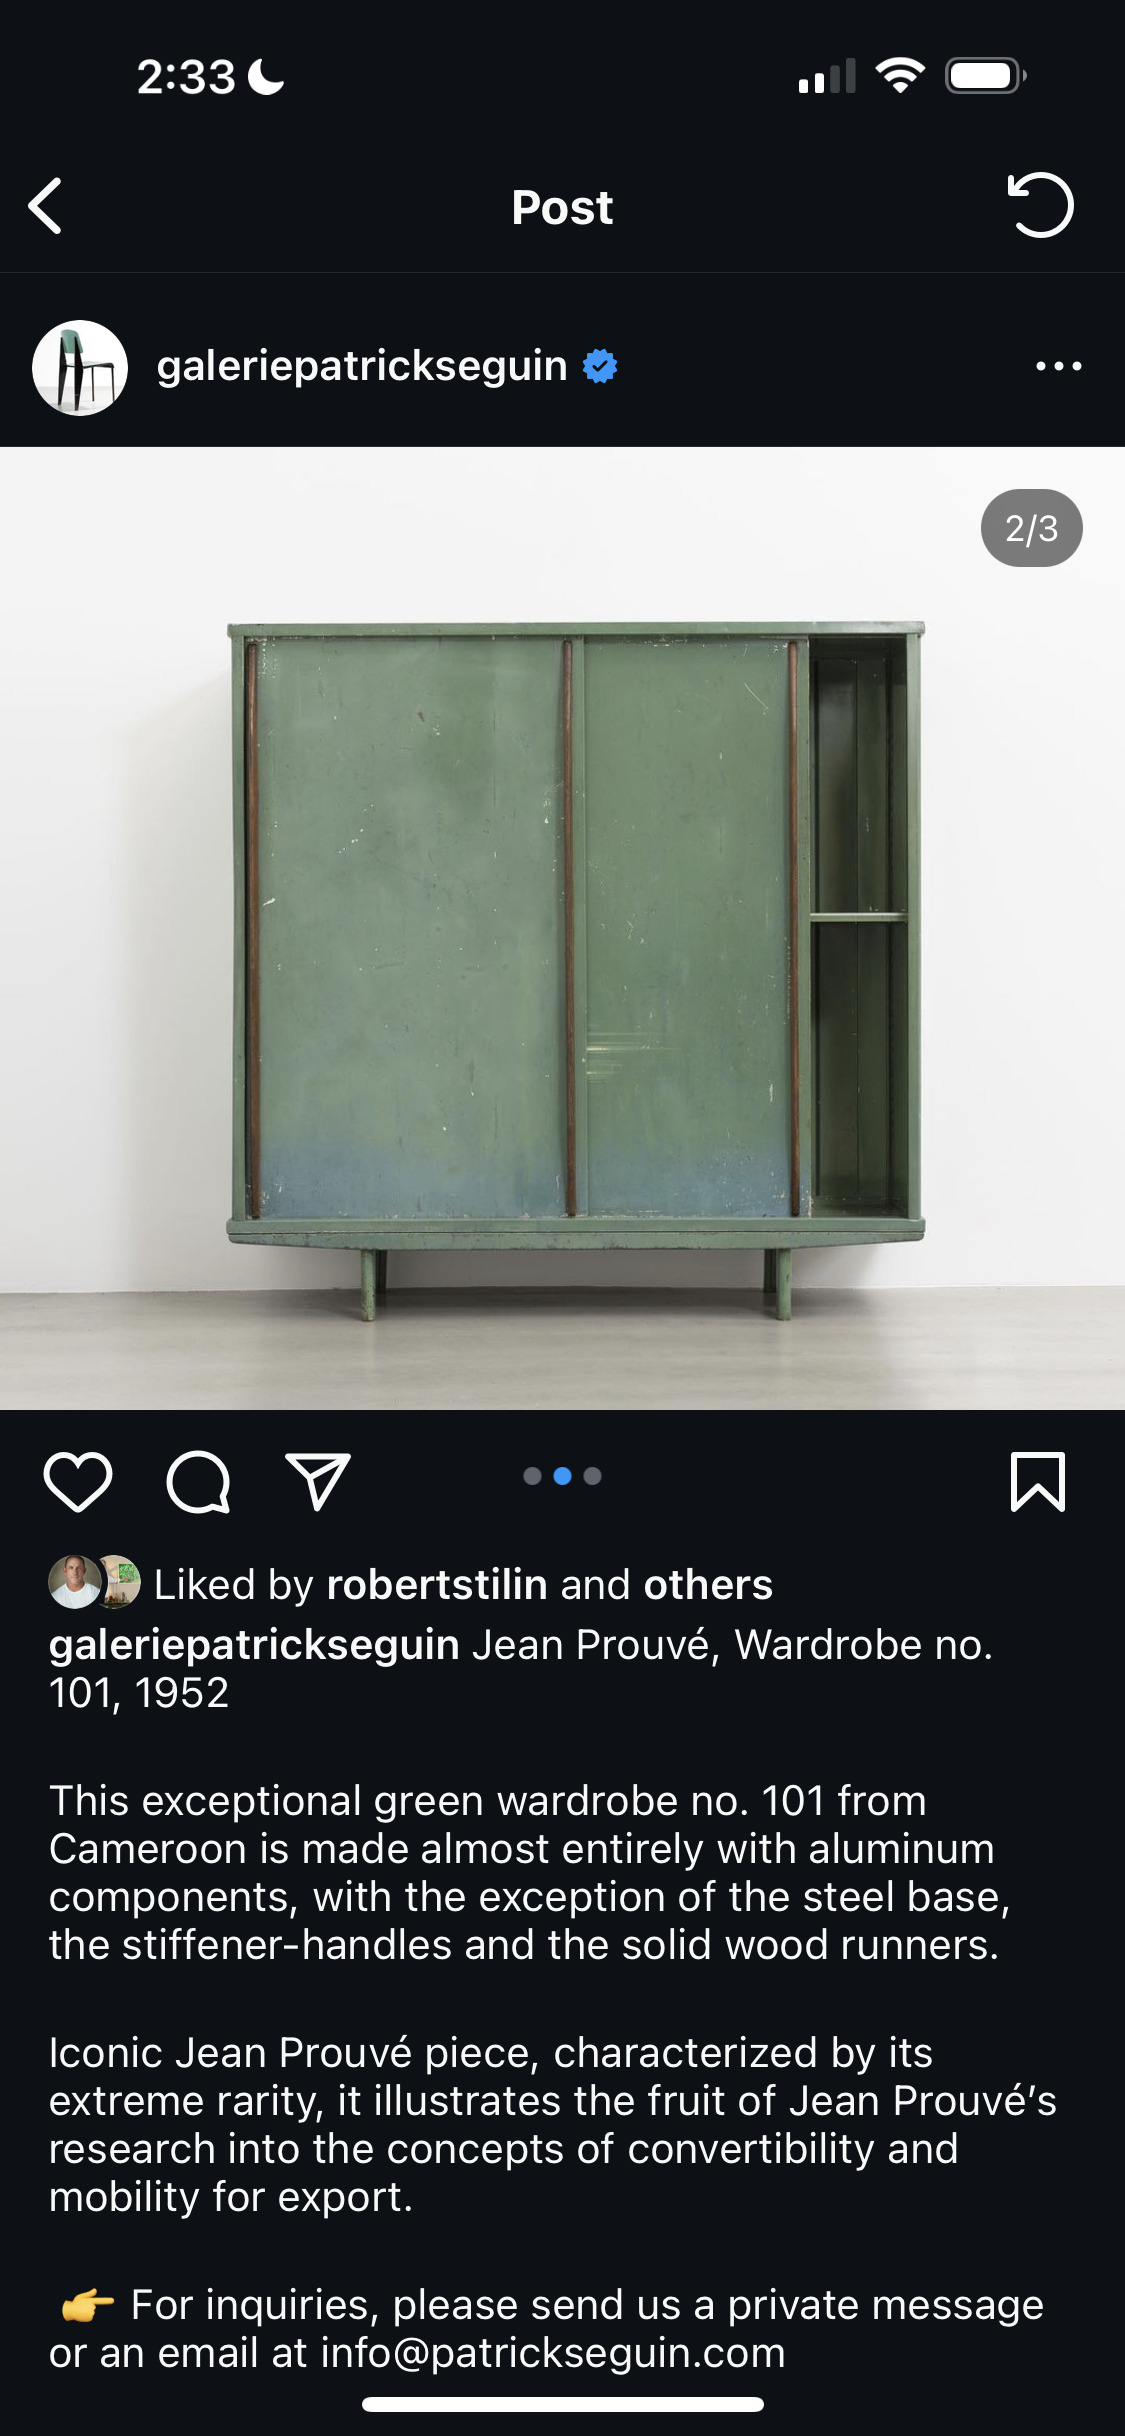 2:33
Post
galeriepatrickseguin
2/3
Liked by robertstilin and others
galeriepatrickseguin Jean Prouvé, Wardrobe no.
101, 1952
This exceptional green wardrobe no. 101 from
Cameroon is made almost entirely with aluminum
components, with the exception of the steel base,
the stiffener-handles and the solid wood runners.
Iconic Jean Prouvé piece, characterized by its
extreme rarity, it illustrates the fruit of Jean Prouvé’s
research into the concepts of convertibility and
mobility for export.
👉 For inquiries, please send us a private message
or an email at info@patrickseguin.com